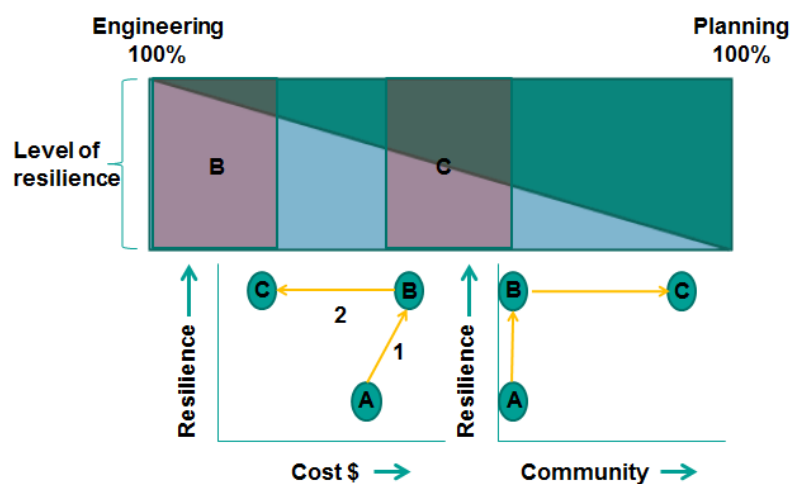 Engineering
100%
Planning
100%
Level of
resilience
B
C
Resilience
C
B
2
1
A
Cost $
Resilience
B
C
A
Community